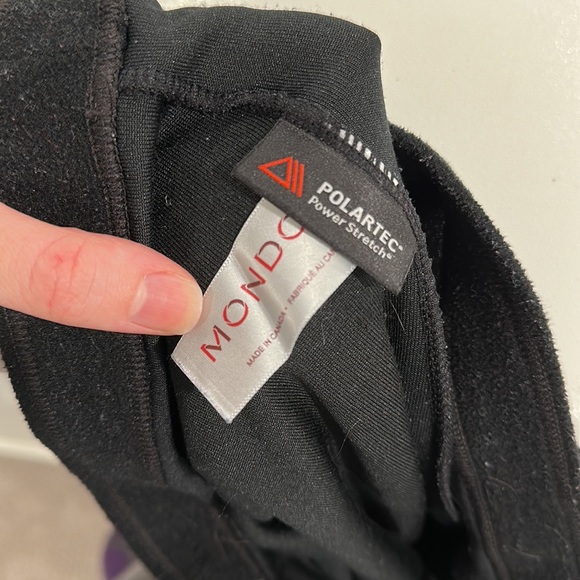 POLARTEC®
Power Stretch®
MONDO
MADE IN CANADA • FABRIQUÉ AU CA